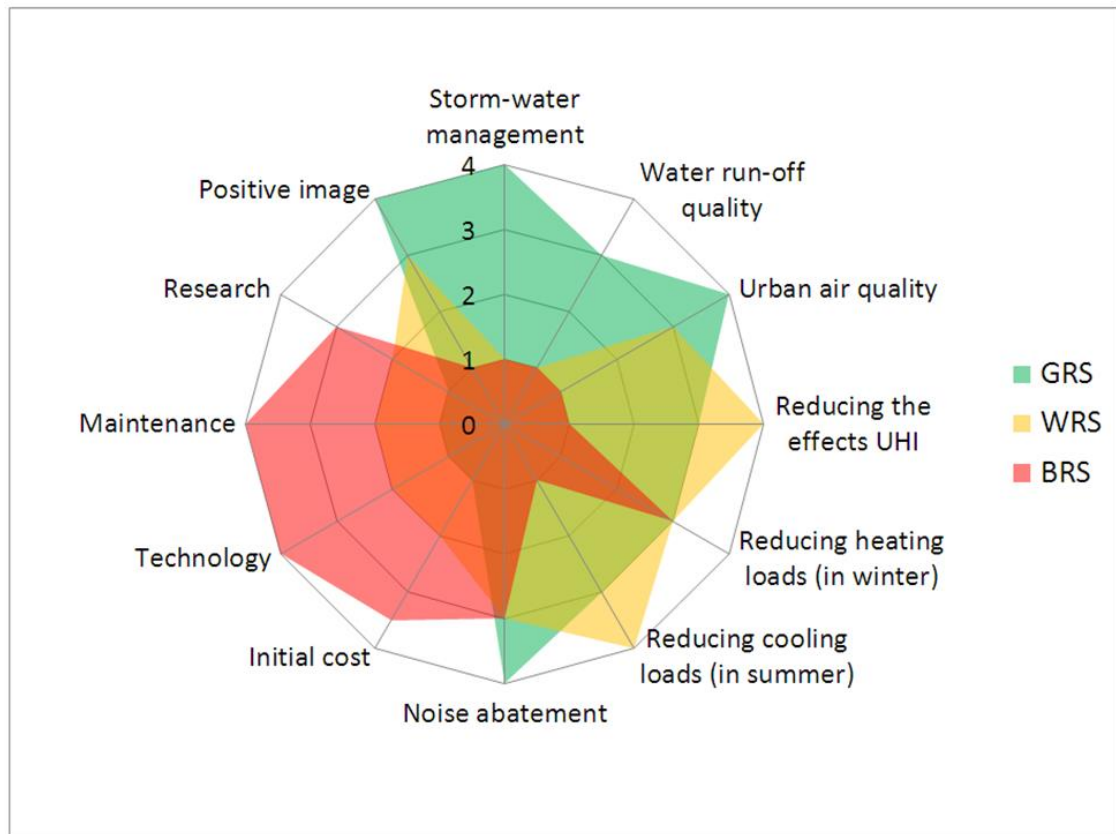 Storm-water
management
Water run-off
quality
Urban air quality
Reducing the
effects UHI
Reducing heating
loads (in winter)
Reducing cooling
loads (in summer)
Noise abatement
Initial cost
Technology
Maintenance
Research
Positive image
4
3
2
1
0
GRS
WRS
BRS